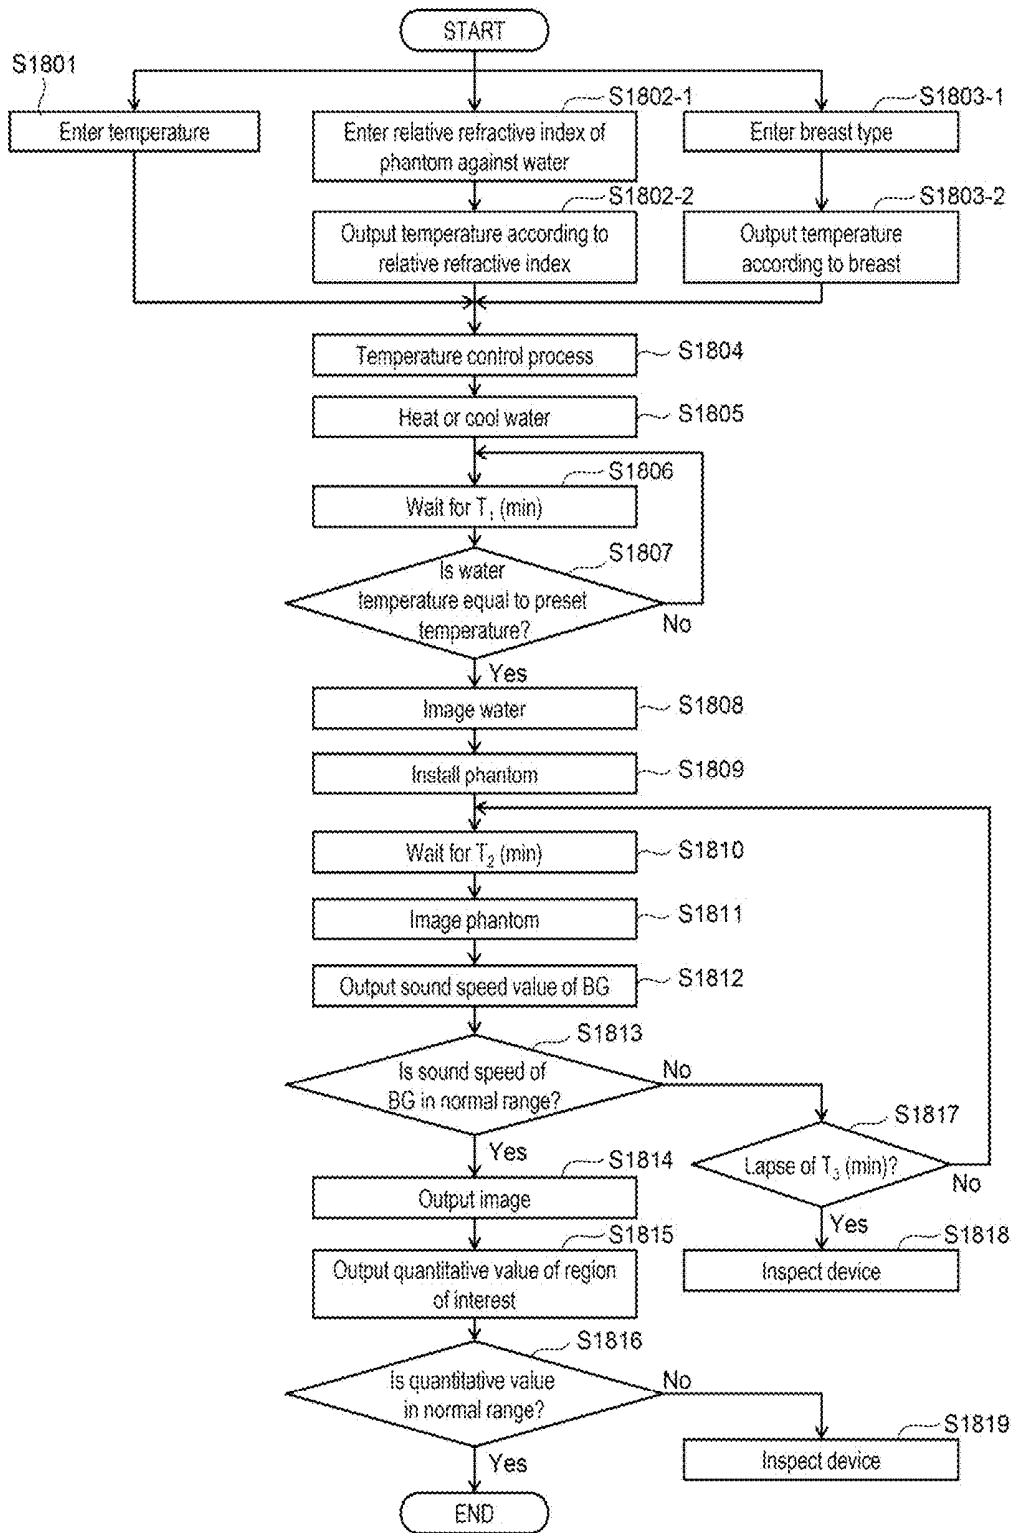 START
S1801
Enter temperature
S1802-1
Enter relative refractive index of
phantom against water
S1803-1
Enter breast type
S1802-2
Output temperature according to
relative refractive index
S1803-2
Output temperature
according to breast
Temperature control process
S1804
Heat or cool water
S1805
S1806
Wait for T1 (min)
S1807
Is water
temperature equal to preset
temperature?
No
Yes
Image water
S1808
Install phantom
S1809
Wait for T2 (min)
S1810
Image phantom
S1811
Output sound speed value of BG
S1812
S1813
Is sound speed of
BG in normal range?
No
Yes
S1817
Lapse of T3 (min)?
No
Yes
S1814
Output image
S1818
Inspect device
S1815
Output quantitative value of region
of interest
S1816
Is quantitative value
in normal range?
No
Yes
S1819
Inspect device
END